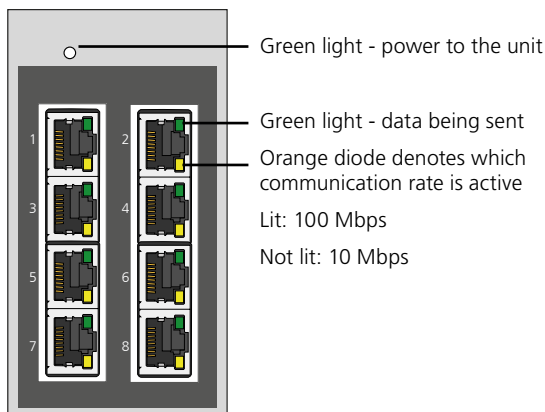 Green light - power to the unit
Green light - data being sent
Orange diode denotes which
communication rate is active
Lit: 100 Mbps
Not lit: 10 Mbps
1
2
3
4
5
6
7
8